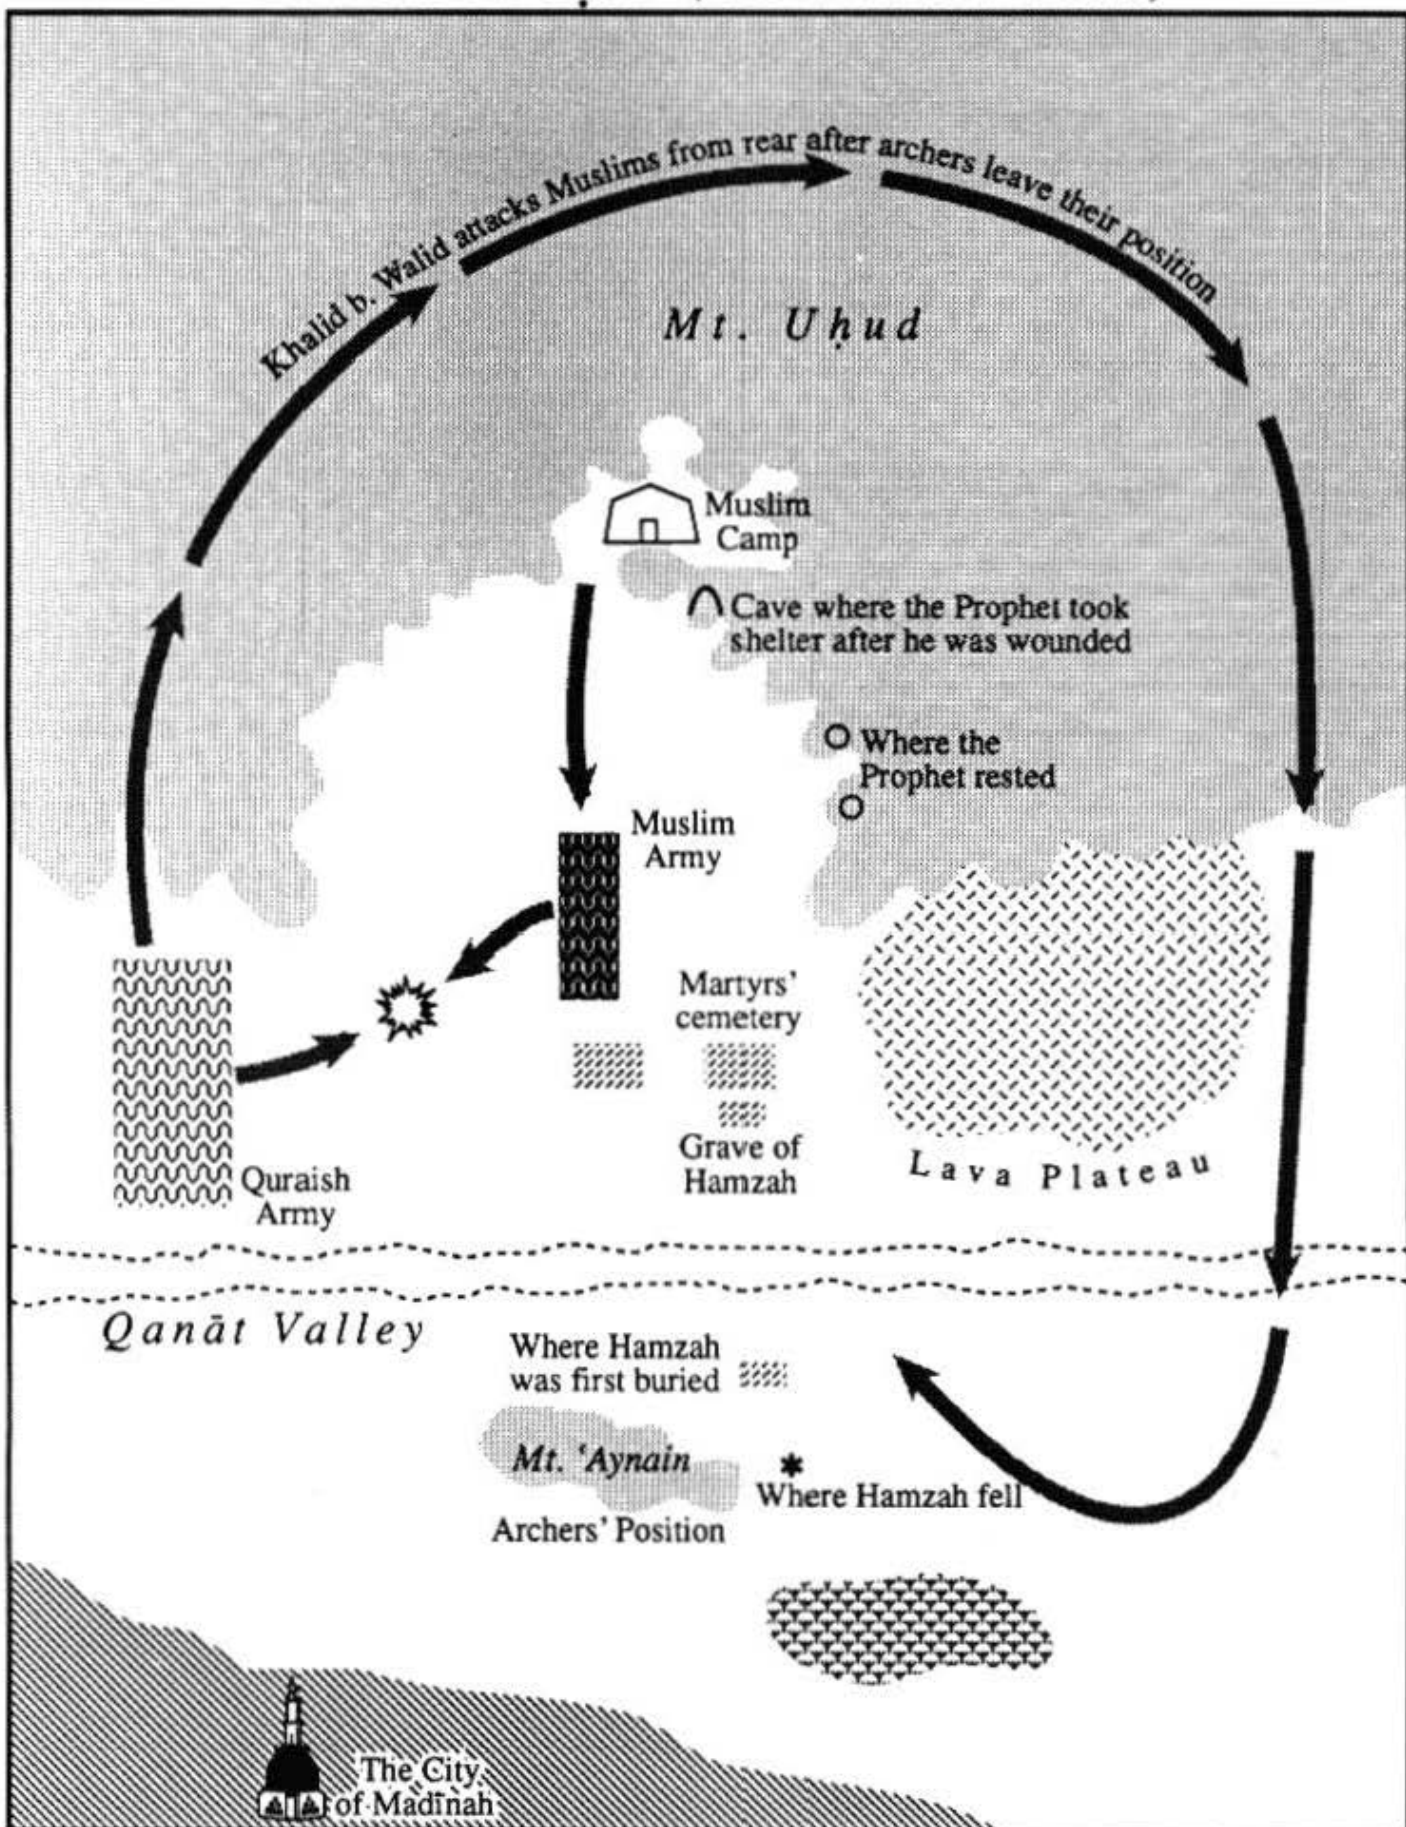 Khalid b. Walid attacks Muslims from rear after archers leave their position
Mt. Uḥud
Muslim
Camp
Cave where the Prophet took
shelter after he was wounded
Where the
Prophet rested
Muslim
Army
Martyrs'
cemetery
Grave of
Hamzah
Lava Plateau
Quraish
Army
Qanāt Valley
Where Hamzah
was first buried
Mt. ‘Aynain
Where Hamzah fell
Archers' Position
The City
of Madīnah